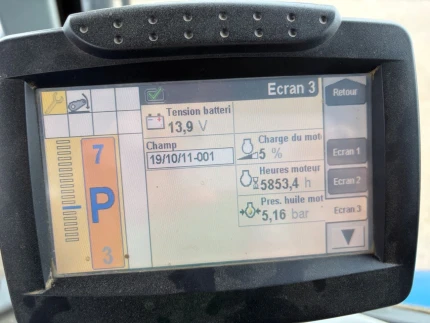 Ecran 3
Retour
Tension batteri
13,9 V
Champ
19/10/11-001
Charge du mot
5 %
Heures moteur
5853,4 h
Pres. huile mot
5,16 bar
Ecran 1
Ecran 2
Ecran 3
7
P
3